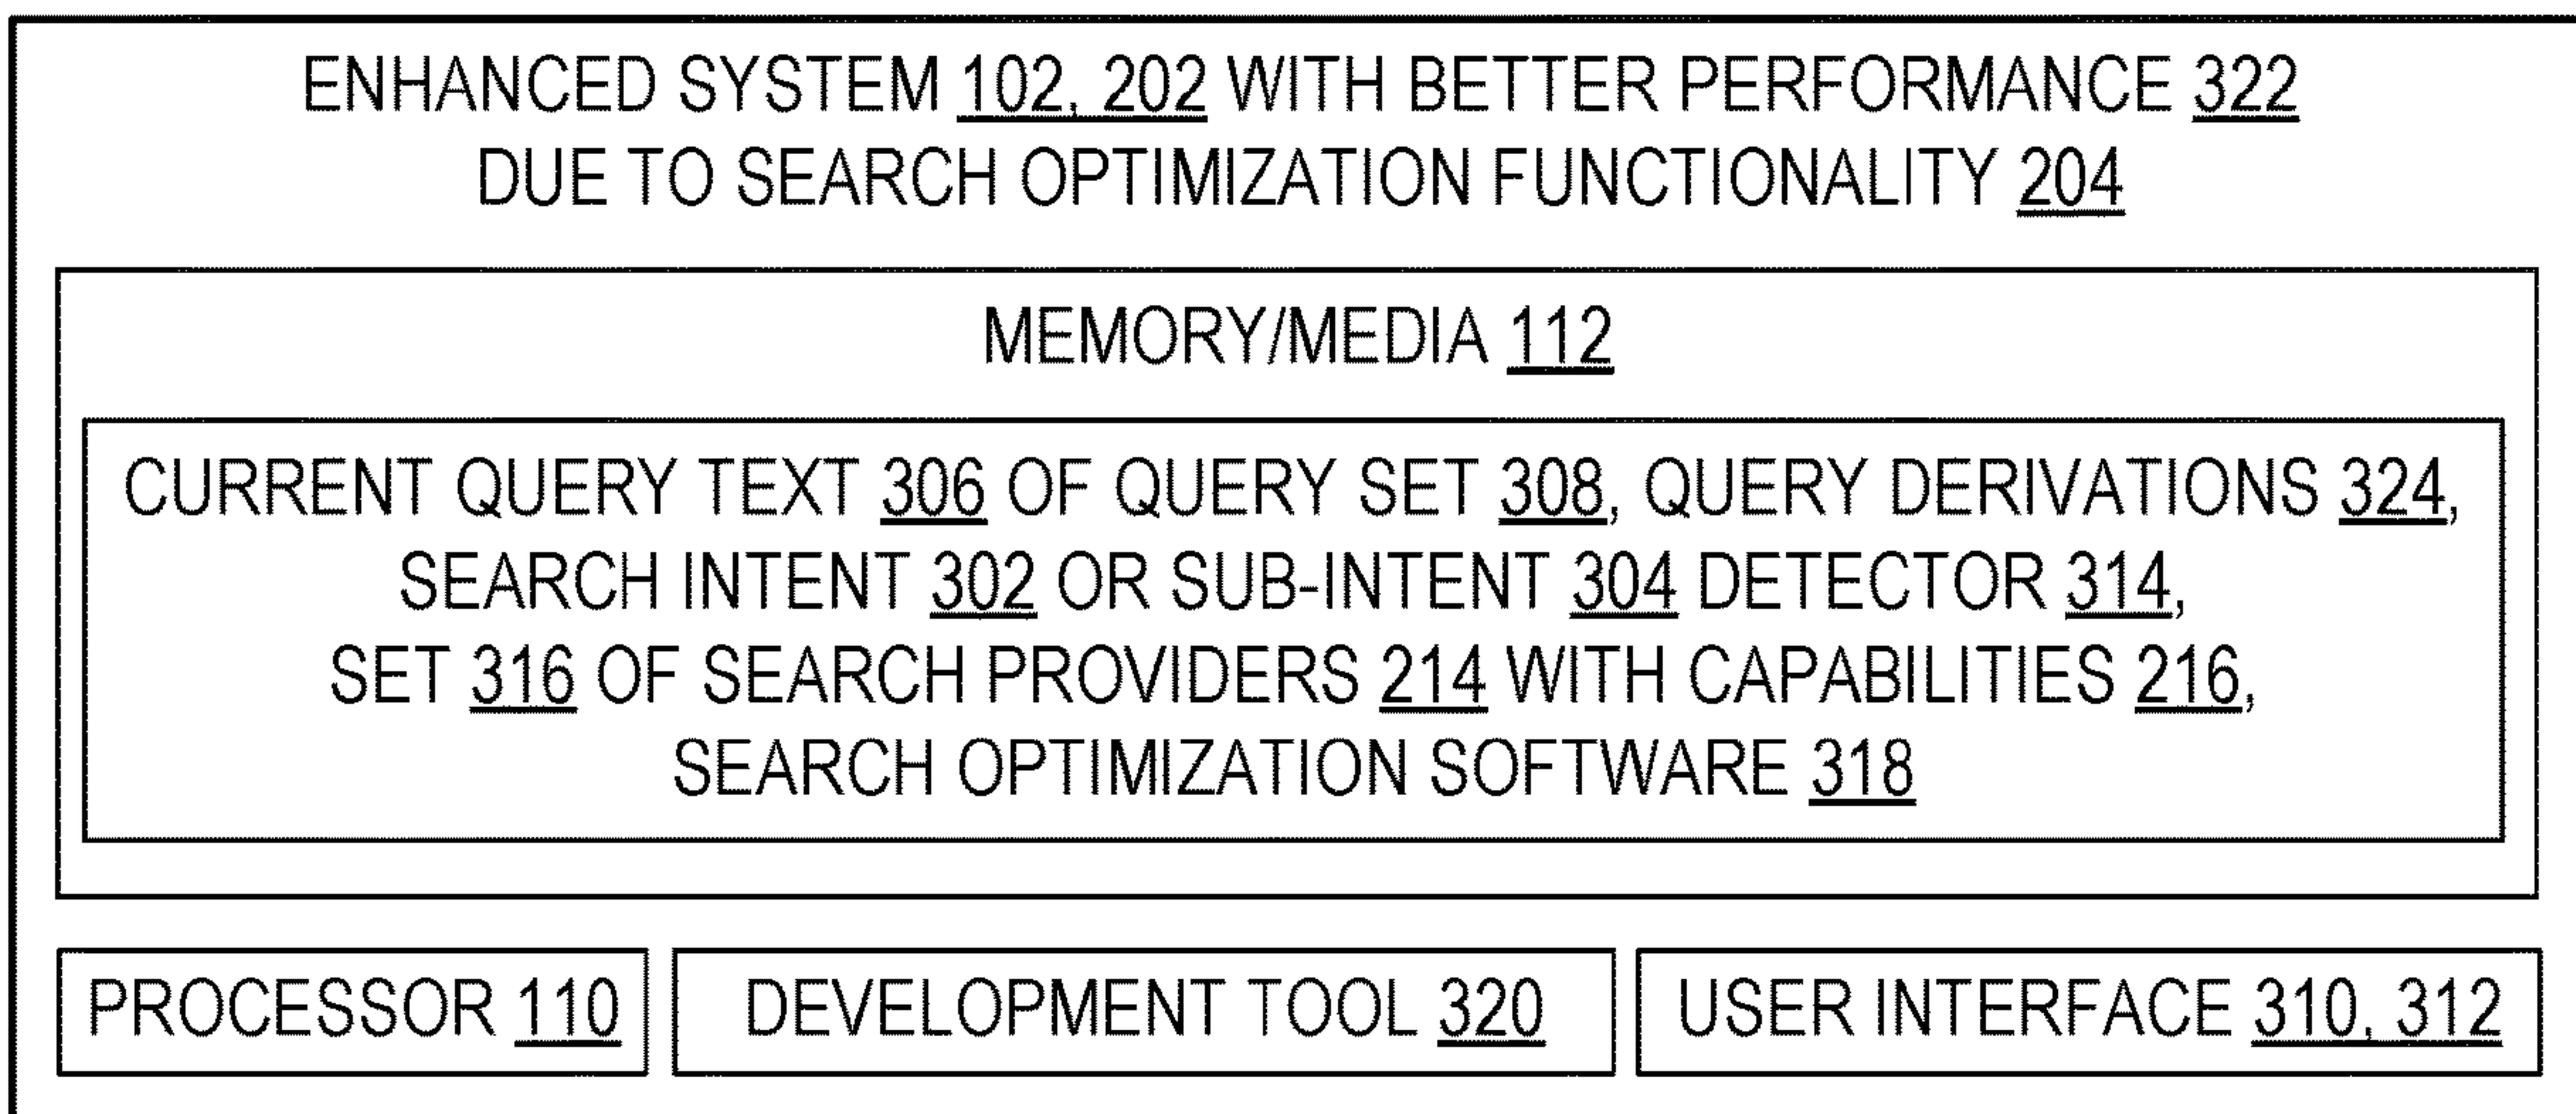 ENHANCED SYSTEM 102, 202 WITH BETTER PERFORMANCE 322
DUE TO SEARCH OPTIMIZATION FUNCTIONALITY 204
MEMORY/MEDIA 112
CURRENT QUERY TEXT 306 OF QUERY SET 308, QUERY DERIVATIONS 324,
SEARCH INTENT 302 OR SUB-INTENT 304 DETECTOR 314,
SET 316 OF SEARCH PROVIDERS 214 WITH CAPABILITIES 216,
SEARCH OPTIMIZATION SOFTWARE 318
PROCESSOR 110
DEVELOPMENT TOOL 320
USER INTERFACE 310, 312